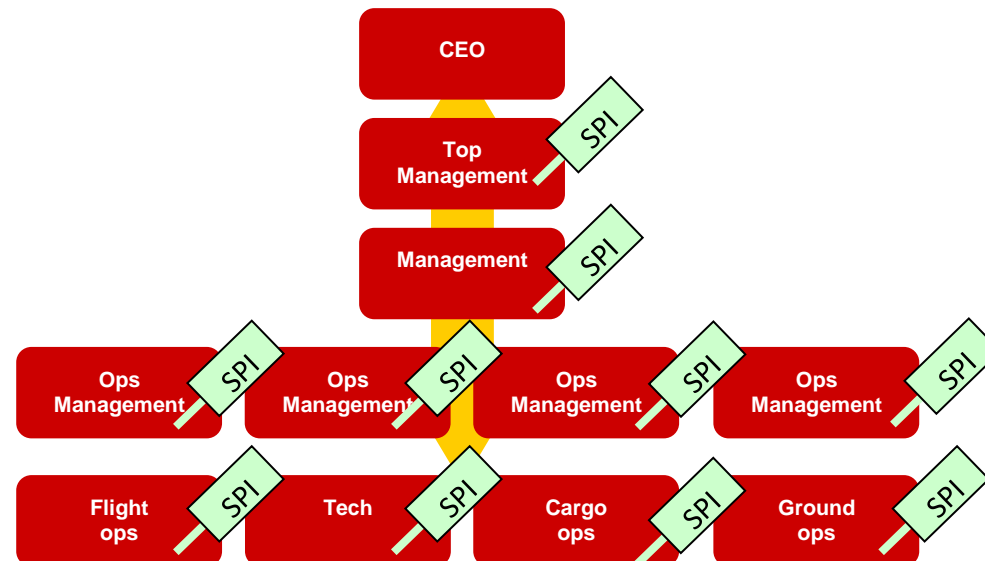 CEO
Top
Management
SPI
Management
SPI
Ops
Management
SPI
Ops
Management
SPI
Ops
Management
SPI
Ops
Management
SPI
Flight
ops
SPI
Tech
SPI
Cargo
ops
SPI
Ground
ops
SPI